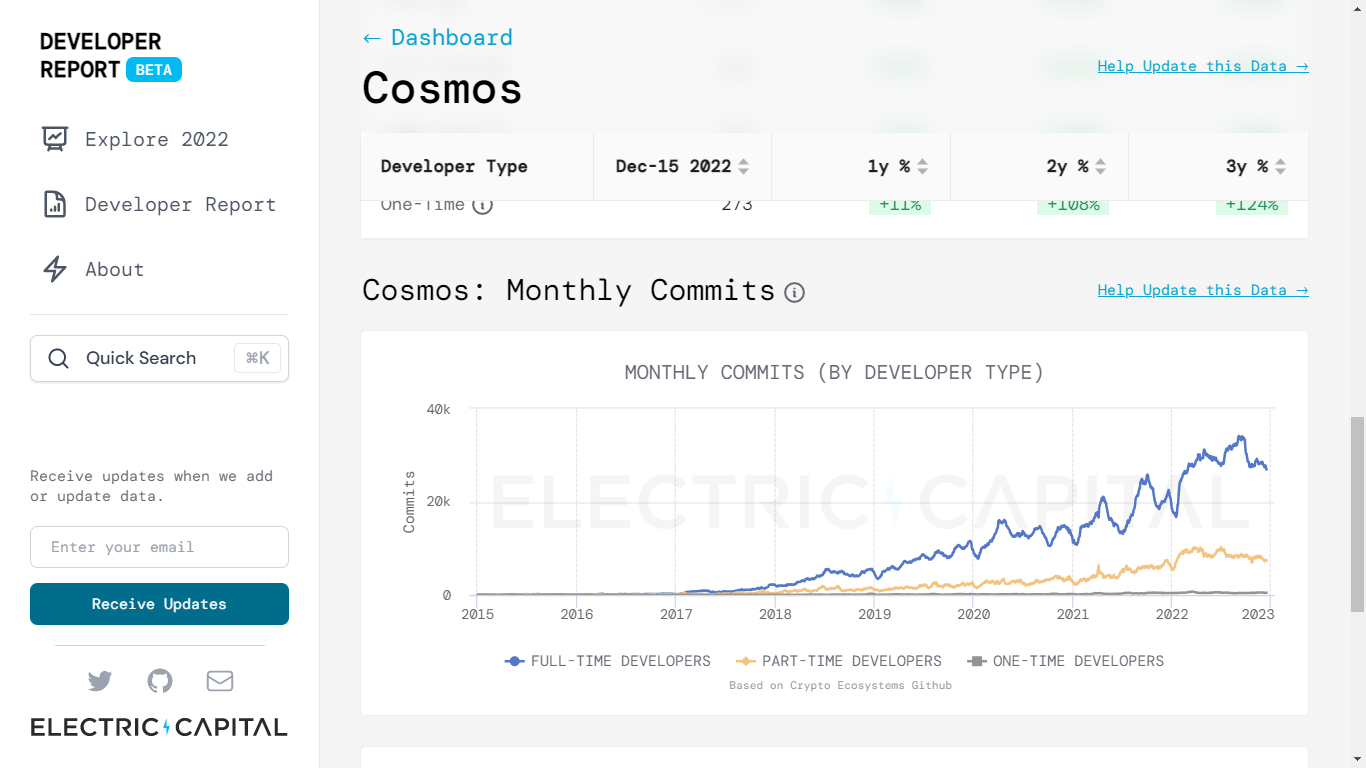 DEVELOPER
REPORT BETA
Explore 2022
Developer Report
About
Quick Search ⌘K
Receive updates when we add
or update data.
Enter your email
Receive Updates
ELECTRIC CAPITAL
← Dashboard
Help Update this Data →
Cosmos
Developer Type Dec-15 2022 1y % 2y % 3y %
One-Time 273 +11% +108% +124%
Cosmos: Monthly Commits
Help Update this Data →
MONTHLY COMMITS (BY DEVELOPER TYPE)
40k
20k
0
Commits
ELECTRIC CAPITAL
2015 2016 2017 2018 2019 2020 2021 2022 2023
FULL-TIME DEVELOPERS PART-TIME DEVELOPERS ONE-TIME DEVELOPERS
Based on Crypto Ecosystems Github